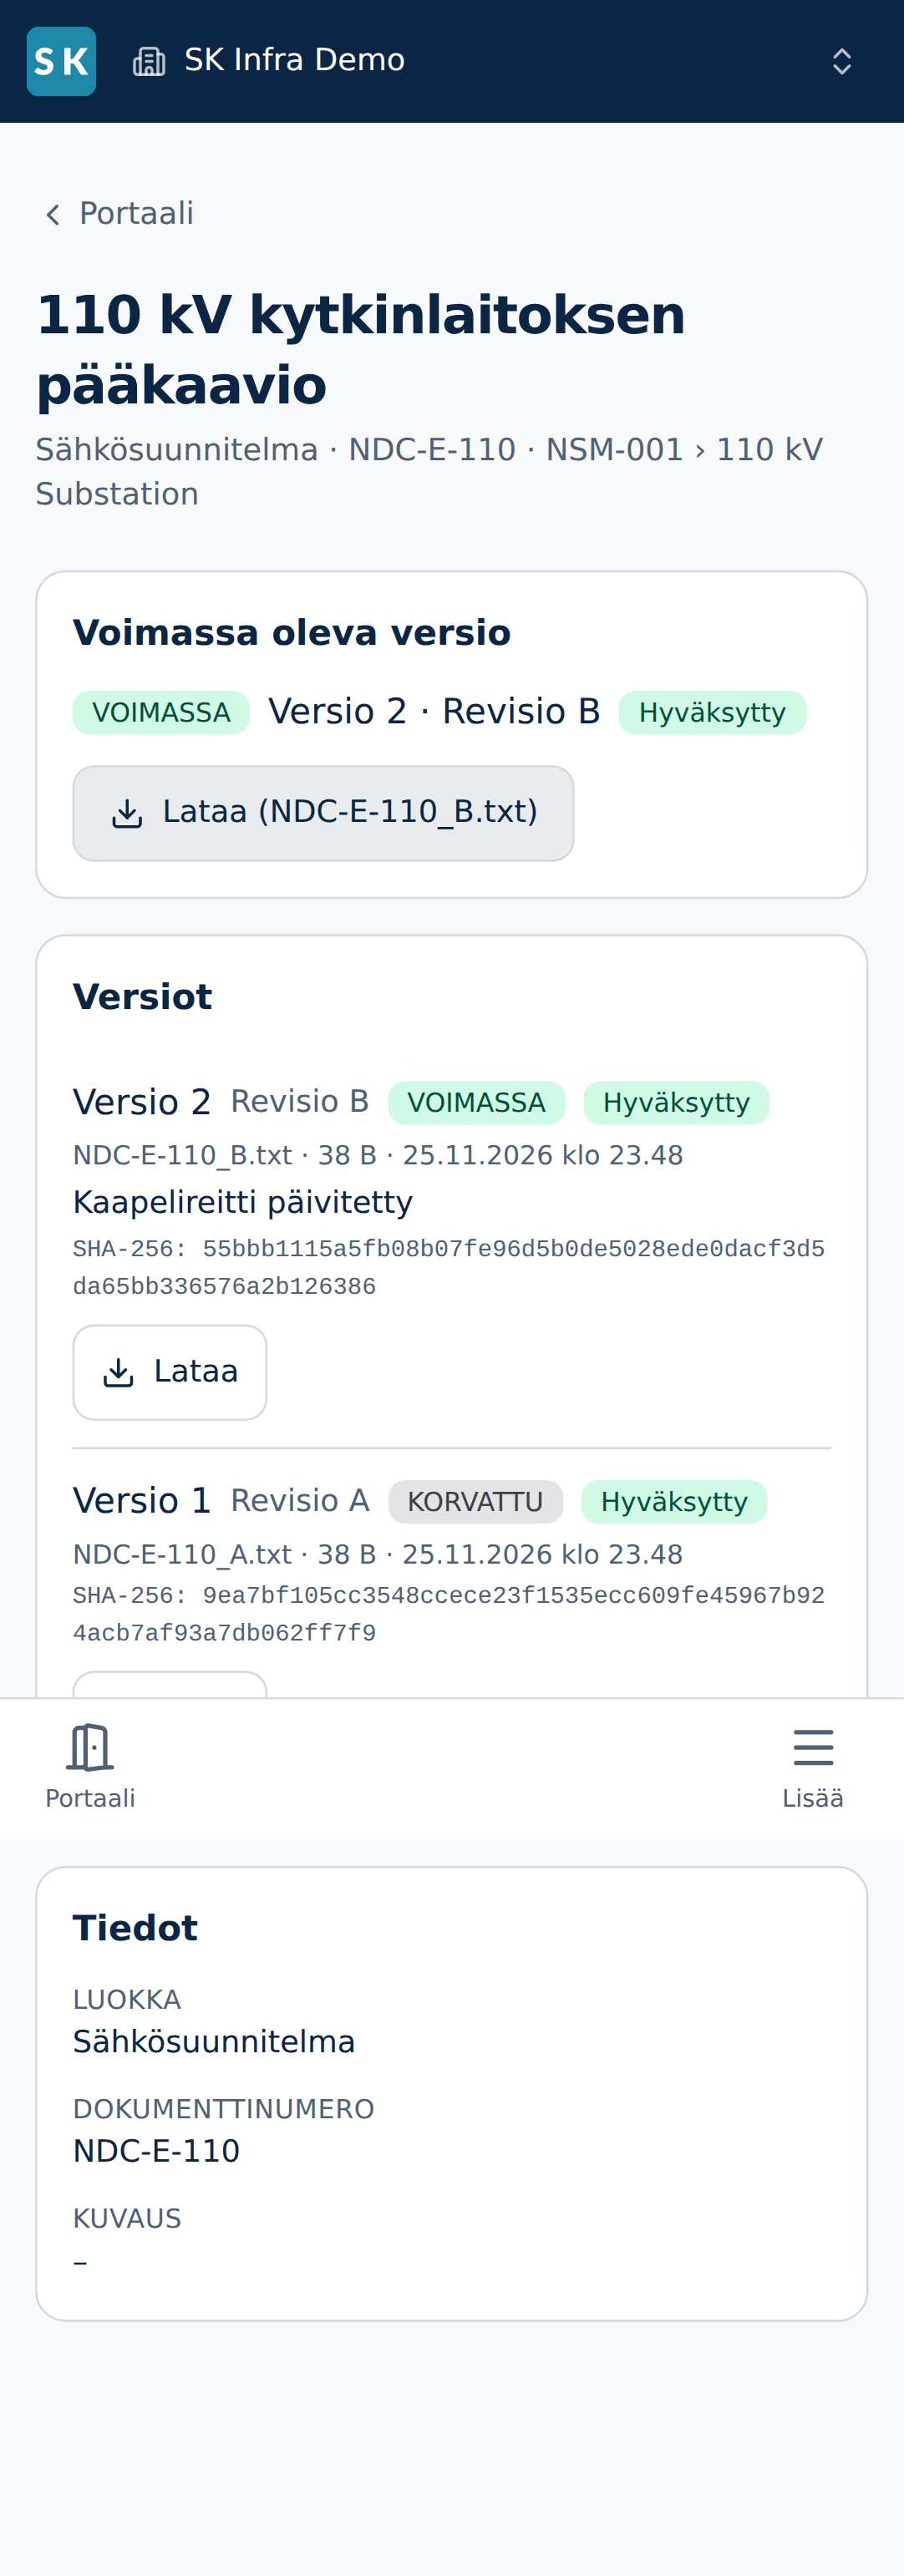 SK
SK Infra Demo
Portaali
110 kV kytkinlaitoksen
pääkaavio
Sähkösuunnitelma · NDC-E-110 · NSM-001 › 110 kV
Substation
Voimassa oleva versio
VOIMASSA Versio 2 · Revisio B Hyväksytty
Lataa (NDC-E-110_B.txt)
Versiot
Versio 2 Revisio B VOIMASSA Hyväksytty
NDC-E-110_B.txt · 38 B · 25.11.2026 klo 23.48
Kaapelireitti päivitetty
SHA-256: 55bbb1115a5fb08b07fe96d5b0de5028ede0dacf3d5
da65bb336576a2b126386
Lataa
Versio 1 Revisio A KORVATTU Hyväksytty
NDC-E-110_A.txt · 38 B · 25.11.2026 klo 23.48
SHA-256: 9ea7bf105cc3548ccece23f1535ecc609fe45967b92
4acb7af93a7db062ff7f9
Portaali Lisää
Tiedot
LUOKKA
Sähkösuunnitelma
DOKUMENTTINUMERO
NDC-E-110
KUVAUS
–